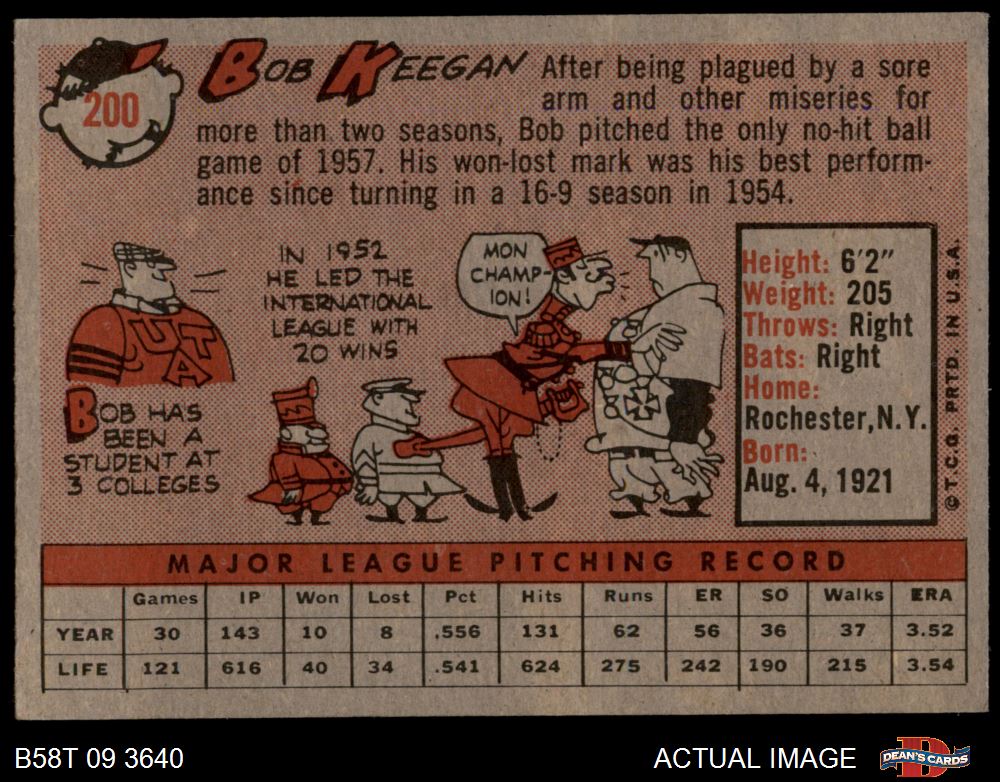 200
BOB KEEGAN
After being plagued by a sore
arm and other miseries for
more than two seasons, Bob pitched the only no-hit ball
game of 1957. His won-lost mark was his best perform-
ance since turning in a 16-9 season in 1954.
UTAH
BOB HAS
BEEN A
STUDENT AT
3 COLLEGES
IN 1952
HE LED THE
INTERNATIONAL
LEAGUE WITH
20 WINS
MON
CHAMP-
ION!
Height: 6'2"
Weight: 205
Throws: Right
Bats: Right
Home:
Rochester, N.Y.
Born:
Aug. 4, 1921
©T.C.G. PRTD. IN U.S.A.
MAJOR LEAGUE PITCHING RECORD
Games IP Won Lost Pct Hits Runs ER SO Walks ERA
YEAR 30 143 10 8 .556 131 62 56 36 37 3.52
LIFE 121 616 40 34 .541 624 275 242 190 215 3.54
B58T 09 3640
ACTUAL IMAGE
D
DEAN'S CARDS